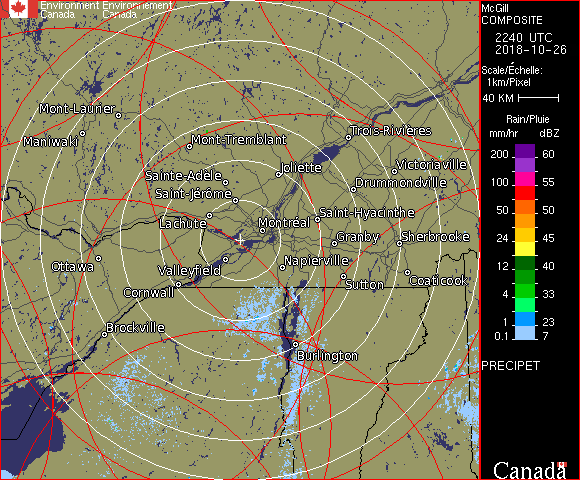 Environment Environnement
Canada Canada
McGill
COMPOSITE
2240 UTC
2018-10-26
Scale/Échelle:
1km/Pixel
40 KM
Rain/Pluie
mm/hr dBZ
200 60
100 55
50 50
24 45
12 40
4 33
1 23
0.1 7
PRECIPET
Canada
Mont-Laurier
Maniwaki
Mont-Tremblant
Trois-Rivières
Joliette
Victoriaville
Sainte-Adèle
Drummondville
Saint-Jérôme
Saint-Hyacinthe
Lachute
Montréal
Granby
Sherbrooke
Ottawa
Valleyfield
Napierville
Sutton
Coaticook
Cornwall
Brockville
Burlington